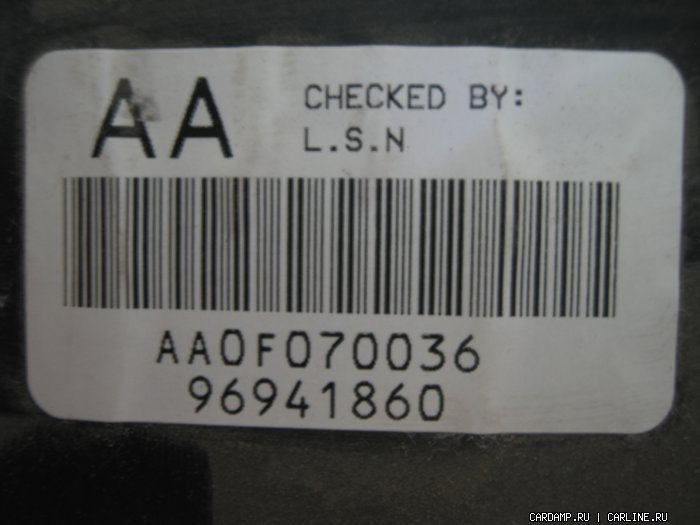 AA
CHECKED BY:
L.S.N
AA0F070036
96941860
CARDAMP.RU | CARLINE.RU